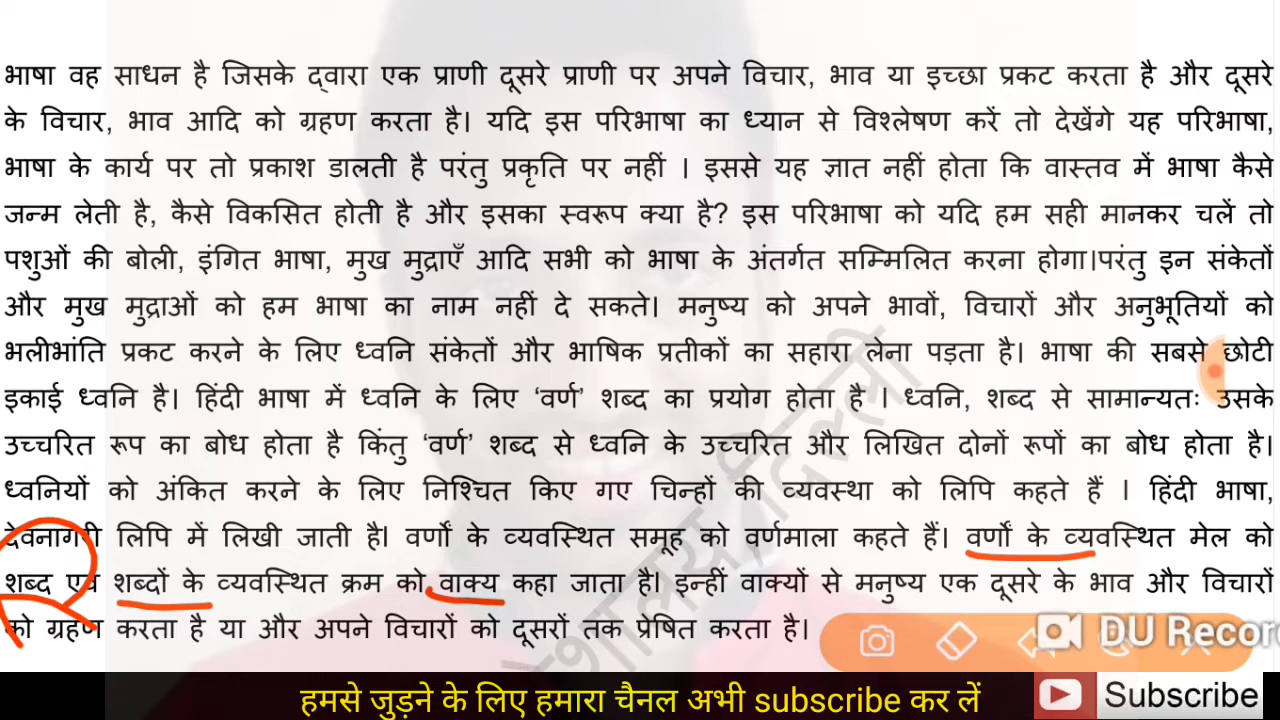 भाषा वह साधन है जिसके द्वारा एक प्राणी दूसरे प्राणी पर अपने विचार, भाव या इच्छा प्रकट करता है और दूसरे
के विचार, भाव आदि को ग्रहण करता है। यदि इस परिभाषा का ध्यान से विश्लेषण करें तो देखेंगे यह परिभाषा,
भाषा के कार्य पर तो प्रकाश डालती है परंतु प्रकृति पर नहीं । इससे यह ज्ञात नहीं होता कि वास्तव में भाषा कैसे
जन्म लेती है, कैसे विकसित होती है और इसका स्वरूप क्या है? इस परिभाषा को यदि हम सही मानकर चलें तो
पशुओं की बोली, इंगित भाषा, मुख मुद्राएँ आदि सभी को भाषा के अंतर्गत सम्मिलित करना होगा।परंतु इन संकेतों
और मुख मुद्राओं को हम भाषा का नाम नहीं दे सकते। मनुष्य को अपने भावों, विचारों और अनुभूतियों को
भलीभांति प्रकट करने के लिए ध्वनि संकेतों और भाषिक प्रतीकों का सहारा लेना पड़ता है। भाषा की सबसे छोटी
इकाई ध्वनि है। हिंदी भाषा में ध्वनि के लिए ‘वर्ण’ शब्द का प्रयोग होता है । ध्वनि, शब्द से सामान्यतः उसके
उच्चरित रूप का बोध होता है किंतु ‘वर्ण’ शब्द से ध्वनि के उच्चरित और लिखित दोनों रूपों का बोध होता है।
ध्वनियों को अंकित करने के लिए निश्चित किए गए चिन्हों की व्यवस्था को लिपि कहते हैं । हिंदी भाषा,
देवनागरी लिपि में लिखी जाती है। वर्णों के व्यवस्थित समूह को वर्णमाला कहते हैं। वर्णों के व्यवस्थित मेल को
शब्द एवं शब्दों के व्यवस्थित क्रम को वाक्य कहा जाता है। इन्हीं वाक्यों से मनुष्य एक दूसरे के भाव और विचारों
को ग्रहण करता है या और अपने विचारों को दूसरों तक प्रेषित करता है।
DU Recor
हमसे जुड़ने के लिए हमारा चैनल अभी subscribe कर लें
Subscribe